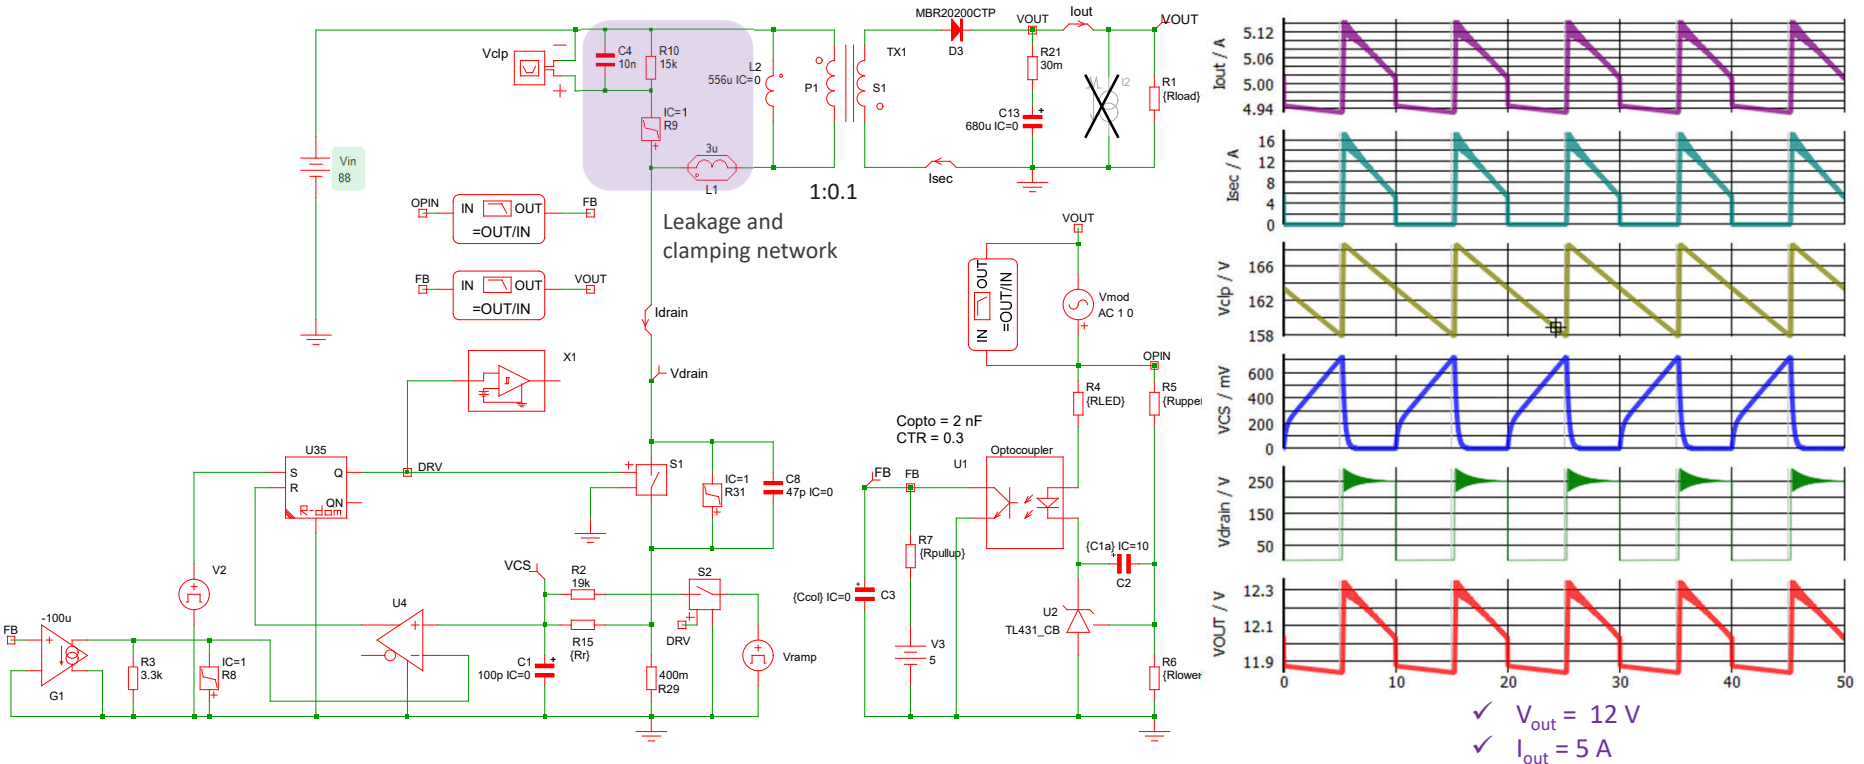 MBR20200CTP
D3
VOUT
Iout
VOUT
Vclp
C4
10n
R10
15k
L2
556u IC=0
P1
TX1
S1
R21
30m
I2
R1
{Rload}
C13
680u IC=0
IC=1
R9
3u
L1
Isec
1:0.1
Vin
88
Leakage and
clamping network
OPIN
IN
OUT
=OUT/IN
FB
FB
IN
OUT
=OUT/IN
VOUT
Idrain
Vdrain
X1
U35
S
Q
R
QN
R-dom
DRV
S1
IC=1
R31
C8
47p IC=0
VCS
R2
19k
S2
R15
{Rr}
DRV
Vramp
C1
100p IC=0
400m
R29
V2
U4
FB
-100u
G1
R3
3.3k
IC=1
R8
VOUT
IN
OUT
=OUT/IN
Vmod
AC 1 0
OPIN
R4
{RLED}
R5
Copto = 2 nF
CTR = 0.3
U1
Optocoupler
FB
FB
R7
{Rpullup}
{Ccol} IC=0
C3
V3
5
{C1a} IC=10
C2
U2
TL431_CB
R6
Iout / A
5.12
5.06
5.00
4.94
Isec / A
16
12
8
4
0
Vclp / V
166
162
158
VCS / mV
600
400
200
0
Vdrain / V
250
150
50
VOUT / V
12.3
12.1
11.9
0 10 20 30 40 50
✓ Vout = 12 V
✓ Iout = 5 A